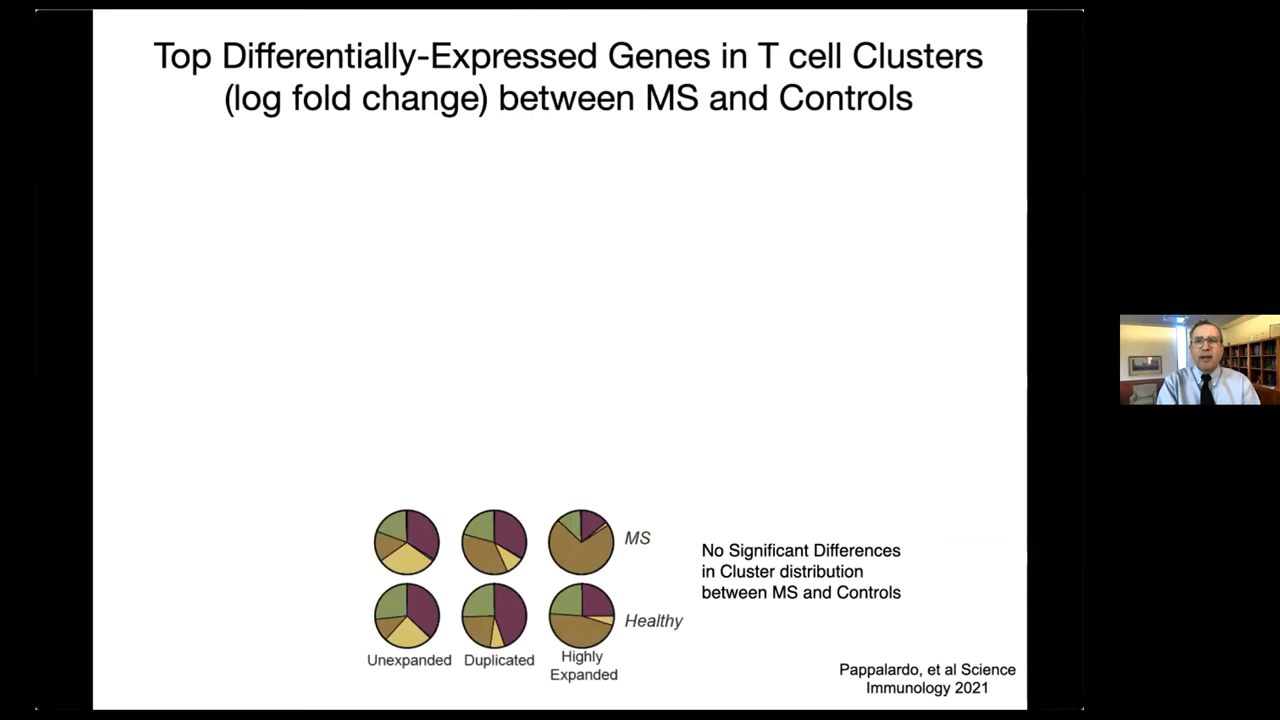 Top Differentially-Expressed Genes in T cell Clusters
(log fold change) between MS and Controls
MS
Healthy
Unexpanded
Duplicated
Highly
Expanded
No Significant Differences
in Cluster distribution
between MS and Controls
Pappalardo, et al Science
Immunology 2021